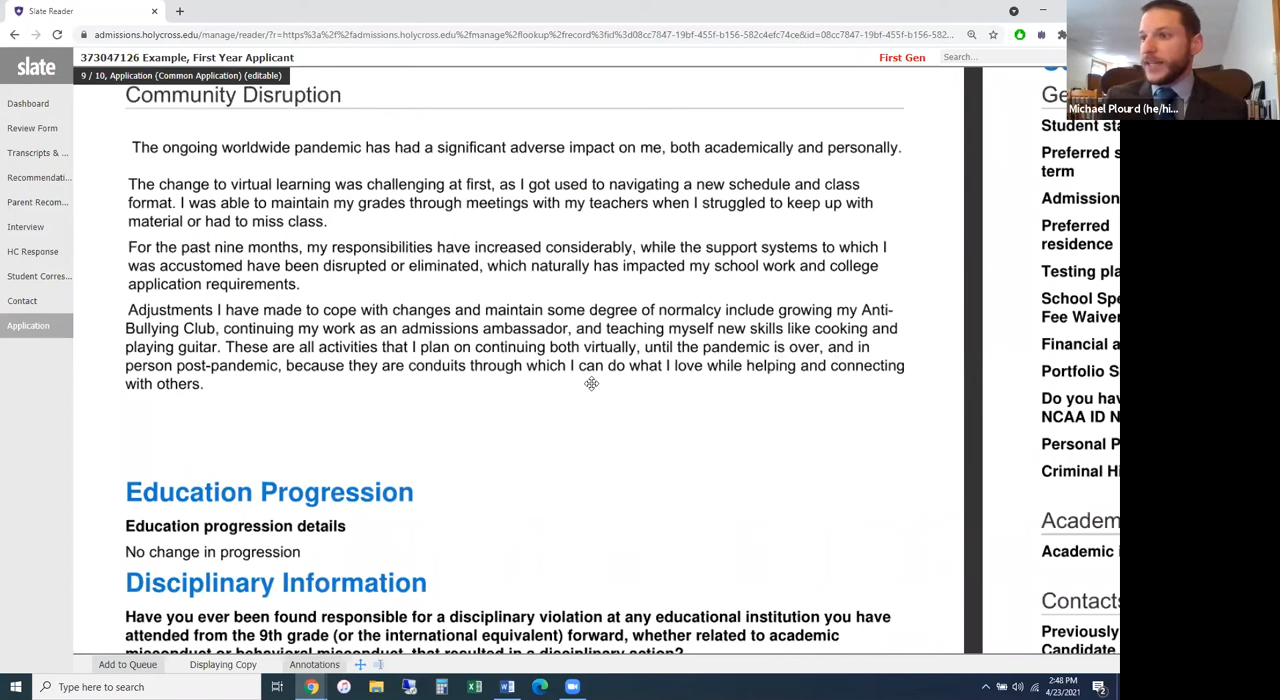 Slate Reader
admissions.holycross.edu/manage/reader/?r=https%3a%2f%2fadmissions.holycross.edu%2fmanage%2flookup%2frecord%3fid%3d08cc7847-19bf-455f-b156-582c4efc74ce&id=08cc7847-19bf-455f-b156-582...
slate
373047126 Example, First Year Applicant
First Gen
Search...
9 / 10, Application (Common Application) (editable)
Dashboard
Review Form
Transcripts & ...
Recommendati...
Parent Recom...
Interview
HC Response
Student Corres...
Contact
Application
Community Disruption
The ongoing worldwide pandemic has had a significant adverse impact on me, both academically and personally.
The change to virtual learning was challenging at first, as I got used to navigating a new schedule and class
format. I was able to maintain my grades through meetings with my teachers when I struggled to keep up with
material or had to miss class.
For the past nine months, my responsibilities have increased considerably, while the support systems to which I
was accustomed have been disrupted or eliminated, which naturally has impacted my school work and college
application requirements.
Adjustments I have made to cope with changes and maintain some degree of normalcy include growing my Anti-
Bullying Club, continuing my work as an admissions ambassador, and teaching myself new skills like cooking and
playing guitar. These are all activities that I plan on continuing both virtually, until the pandemic is over, and in
person post-pandemic, because they are conduits through which I can do what I love while helping and connecting
with others.
Education Progression
Education progression details
No change in progression
Disciplinary Information
Have you ever been found responsible for a disciplinary violation at any educational institution you have
attended from the 9th grade (or the international equivalent) forward, whether related to academic
misconduct or behavioral misconduct, that resulted in a disciplinary action?
Ge
Student sta
Preferred s
term
Admission
Preferred
residence
Testing pla
School Spe
Fee Waiver
Financial a
Portfolio S
Do you hav
NCAA ID N
Personal P
Criminal Hi
Academ
Academic i
Contacts
Previously
Candidate
Michael Plourd (he/hi...
Add to Queue
Displaying Copy
Annotations
Type here to search
2:48 PM
4/23/2021
2